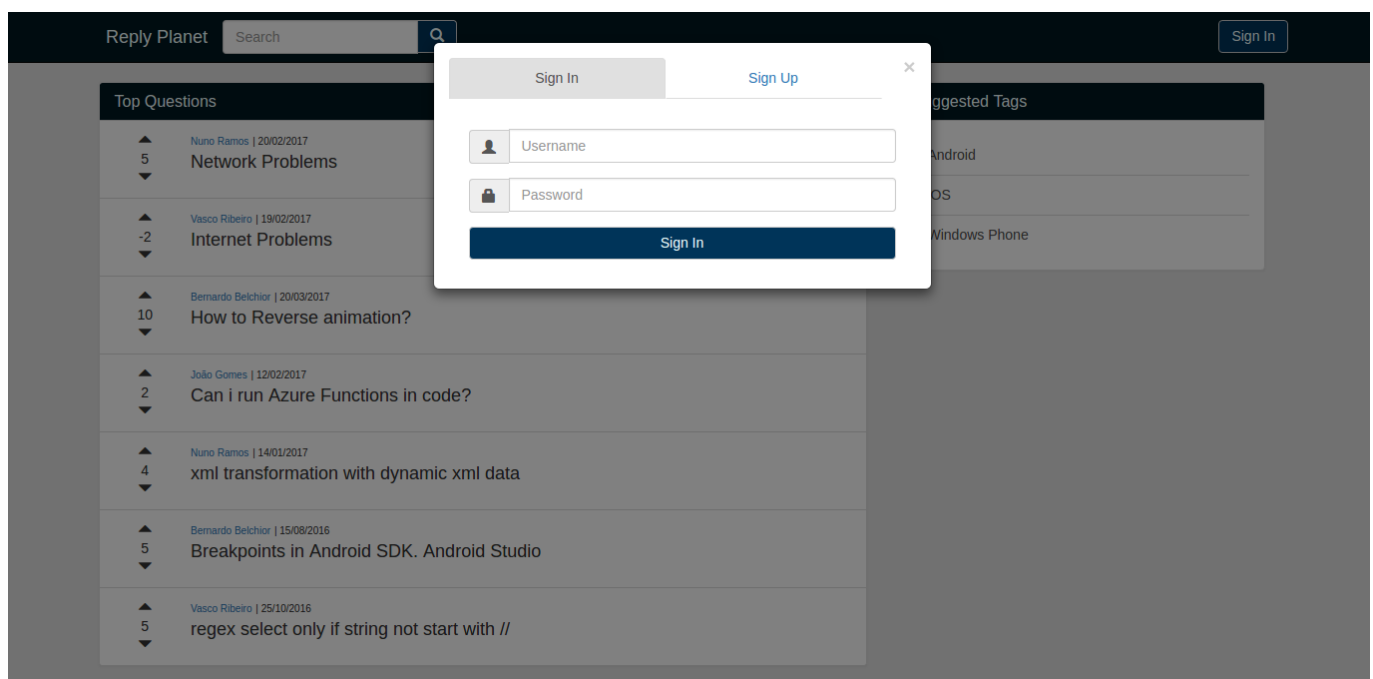 Reply Planet Search Sign In
Sign In Sign Up ×
Username
Password
Sign In
Top Questions
5
Nuno Ramos | 20/02/2017
Network Problems
-2
Vasco Ribeiro | 19/02/2017
Internet Problems
10
Bernardo Belchior | 20/03/2017
How to Reverse animation?
2
João Gomes | 12/02/2017
Can i run Azure Functions in code?
4
Nuno Ramos | 14/01/2017
xml transformation with dynamic xml data
5
Bernardo Belchior | 15/08/2016
Breakpoints in Android SDK. Android Studio
5
Vasco Ribeiro | 25/10/2016
regex select only if string not start with //
ggested Tags
Android
OS
Windows Phone